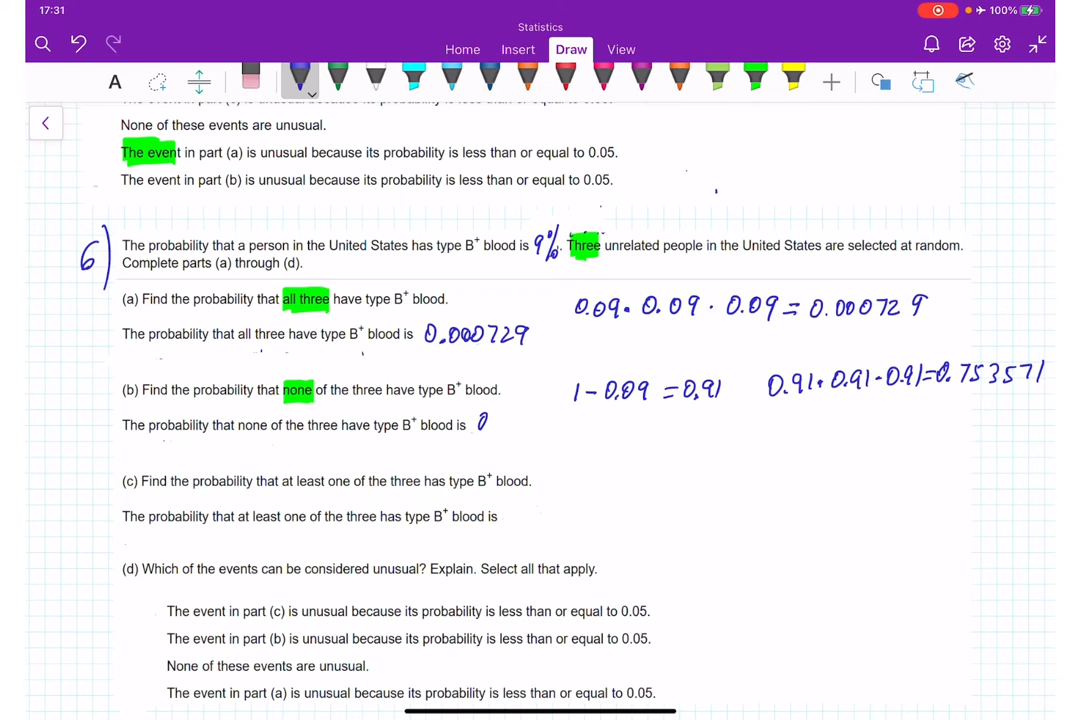 17:31
100%
Statistics
Home Insert Draw View
A
None of these events are unusual.
The event in part (a) is unusual because its probability is less than or equal to 0.05.
The event in part (b) is unusual because its probability is less than or equal to 0.05.
6) The probability that a person in the United States has type B+ blood is 9%. Three unrelated people in the United States are selected at random.
Complete parts (a) through (d).
(a) Find the probability that all three have type B+ blood.
0.09 · 0.09 · 0.09 = 0.000729
The probability that all three have type B+ blood is 0.000729
(b) Find the probability that none of the three have type B+ blood.
1 - 0.09 = 0.91 0.91 · 0.91 · 0.91 = 0.753571
The probability that none of the three have type B+ blood is 0
(c) Find the probability that at least one of the three has type B+ blood.
The probability that at least one of the three has type B+ blood is
(d) Which of the events can be considered unusual? Explain. Select all that apply.
The event in part (c) is unusual because its probability is less than or equal to 0.05.
The event in part (b) is unusual because its probability is less than or equal to 0.05.
None of these events are unusual.
The event in part (a) is unusual because its probability is less than or equal to 0.05.